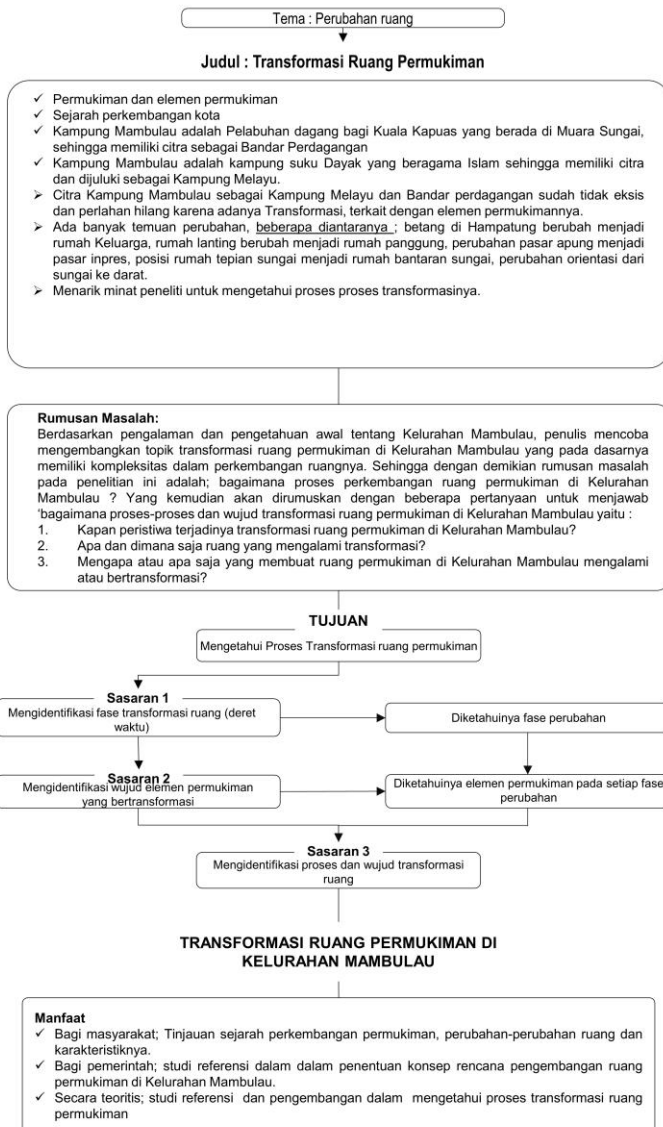 Tema : Perubahan ruang
Judul : Transformasi Ruang Permukiman
✓ Permukiman dan elemen permukiman
✓ Sejarah perkembangan kota
✓ Kampung Mambulau adalah Pelabuhan dagang bagi Kuala Kapuas yang berada di Muara Sungai,
sehingga memiliki citra sebagai Bandar Perdagangan
✓ Kampung Mambulau adalah kampung suku Dayak yang beragama Islam sehingga memiliki citra
dan dijuluki sebagai Kampung Melayu.
➢ Citra Kampung Mambulau sebagai Kampung Melayu dan Bandar perdagangan sudah tidak eksis
dan perlahan hilang karena adanya Transformasi, terkait dengan elemen permukimannya.
➢ Ada banyak temuan perubahan, beberapa diantaranya ; betang di Hampatung berubah menjadi
rumah Keluarga, rumah lanting berubah menjadi rumah panggung, perubahan pasar apung menjadi
pasar inpres, posisi rumah tepian sungai menjadi rumah bantaran sungai, perubahan orientasi dari
sungai ke darat.
➢ Menarik minat peneliti untuk mengetahui proses proses transformasinya.
Rumusan Masalah:
Berdasarkan pengalaman dan pengetahuan awal tentang Kelurahan Mambulau, penulis mencoba
mengembangkan topik transformasi ruang permukiman di Kelurahan Mambulau yang pada dasarnya
memiliki kompleksitas dalam perkembangan ruangnya. Sehingga dengan demikian rumusan masalah
pada penelitian ini adalah; bagaimana proses perkembangan ruang permukiman di Kelurahan
Mambulau ? Yang kemudian akan dirumuskan dengan beberapa pertanyaan untuk menjawab
‘bagaimana proses-proses dan wujud transformasi ruang permukiman di Kelurahan Mambulau yaitu :
1. Kapan peristiwa terjadinya transformasi ruang permukiman di Kelurahan Mambulau?
2. Apa dan dimana saja ruang yang mengalami transformasi?
3. Mengapa atau apa saja yang membuat ruang permukiman di Kelurahan Mambulau mengalami
atau bertransformasi?
TUJUAN
Mengetahui Proses Transformasi ruang permukiman
Sasaran 1
Mengidentifikasi fase transformasi ruang (deret
waktu)
Diketahuinya fase perubahan
Sasaran 2
Mengidentifikasi wujud elemen permukiman
yang bertransformasi
Diketahuinya elemen permukiman pada setiap fase
perubahan
Sasaran 3
Mengidentifikasi proses dan wujud transformasi
ruang
TRANSFORMASI RUANG PERMUKIMAN DI
KELURAHAN MAMBULAU
Manfaat
✓ Bagi masyarakat; Tinjauan sejarah perkembangan permukiman, perubahan-perubahan ruang dan
karakteristiknya.
✓ Bagi pemerintah; studi referensi dalam dalam penentuan konsep rencana pengembangan ruang
permukiman di Kelurahan Mambulau.
✓ Secara teoritis; studi referensi dan pengembangan dalam mengetahui proses transformasi ruang
permukiman